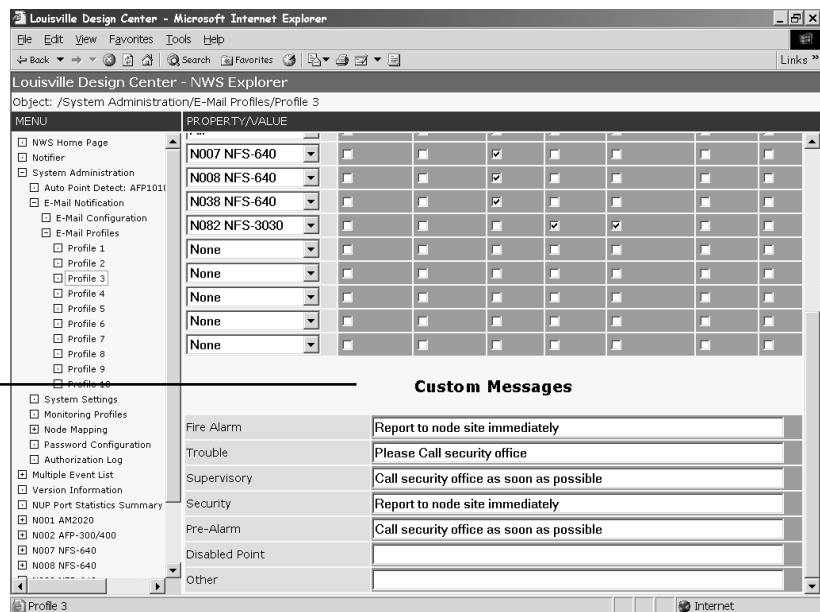 Louisville Design Center - Microsoft Internet Explorer
File Edit View Favorites Tools Help
Back Search Favorites Links »
Louisville Design Center - NWS Explorer
Object: /System Administration/E-Mail Profiles/Profile 3
MENU PROPERTY/VALUE
NWS Home Page
Notifier
System Administration
Auto Point Detect: AFP101
E-Mail Notification
E-Mail Configuration
E-Mail Profiles
Profile 1
Profile 2
Profile 3
Profile 4
Profile 5
Profile 6
Profile 7
Profile 8
Profile 9
Profile 10
System Settings
Monitoring Profiles
Node Mapping
Password Configuration
Authorization Log
Multiple Event List
Version Information
NUP Port Statistics Summary
N001 AM2020
N002 AFP-300/400
N007 NFS-640
N008 NFS-640
N007 NFS-640
N008 NFS-640
N038 NFS-640
N082 NFS-3030
None
None
None
None
None
Custom Messages
Fire Alarm Report to node site immediately
Trouble Please Call security office
Supervisory Call security office as soon as possible
Security Report to node site immediately
Pre-Alarm Call security office as soon as possible
Disabled Point
Other
Profile 3 Internet